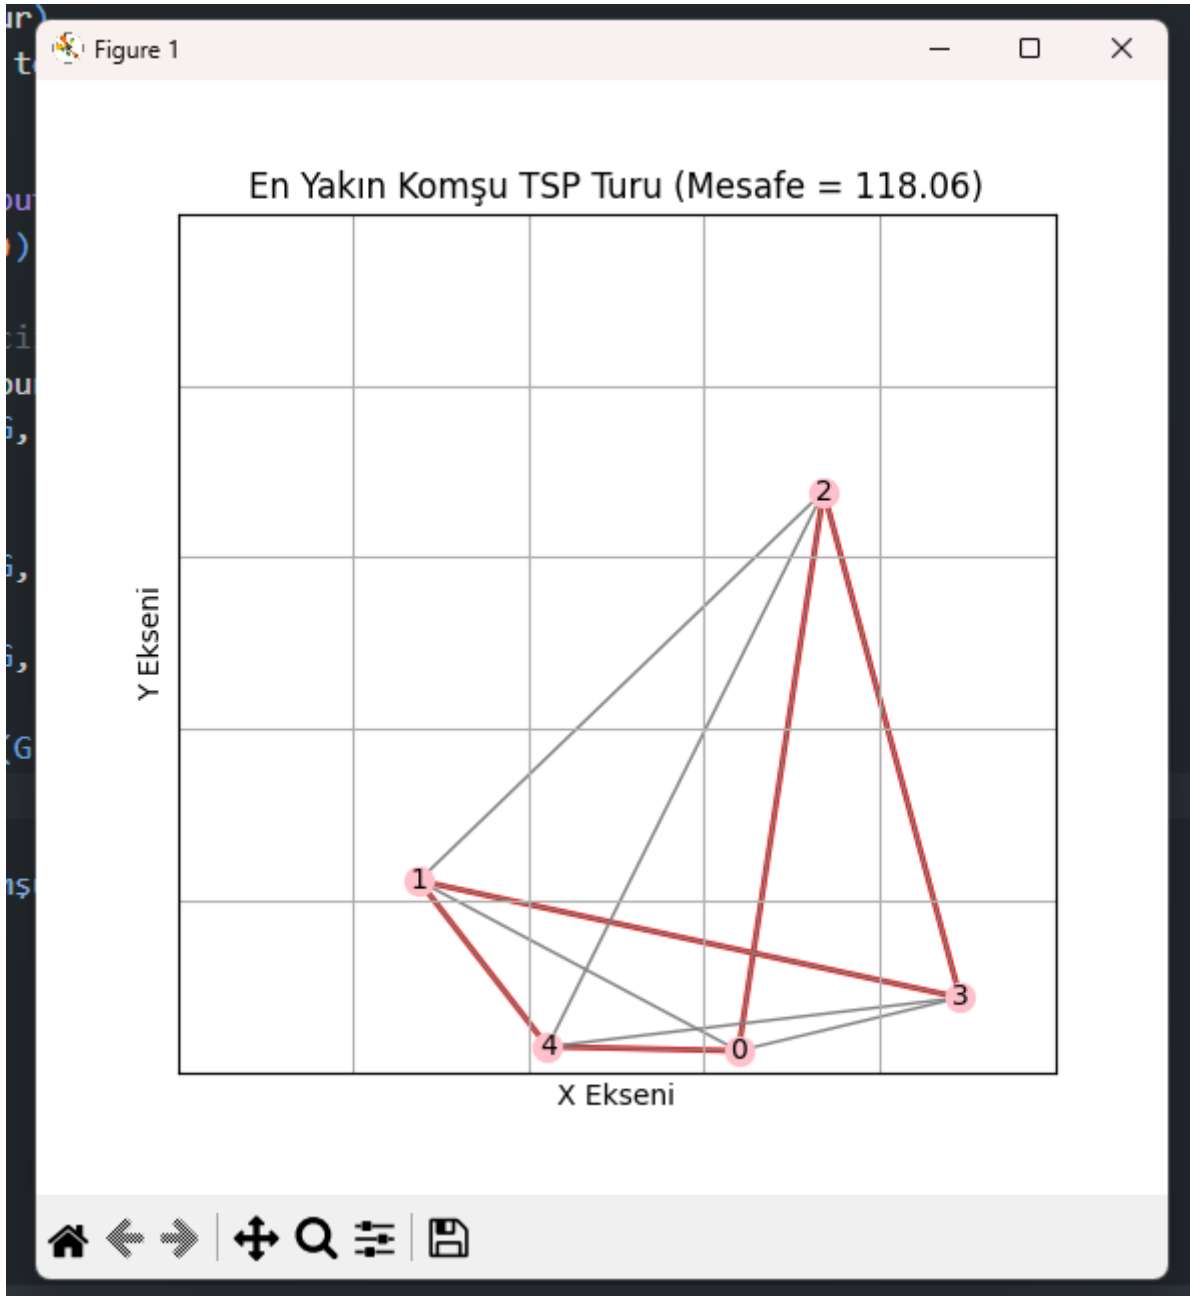 Figure 1
En Yakın Komşu TSP Turu (Mesafe = 118.06)
2
Y Ekseni
1
3
4
0
X Ekseni